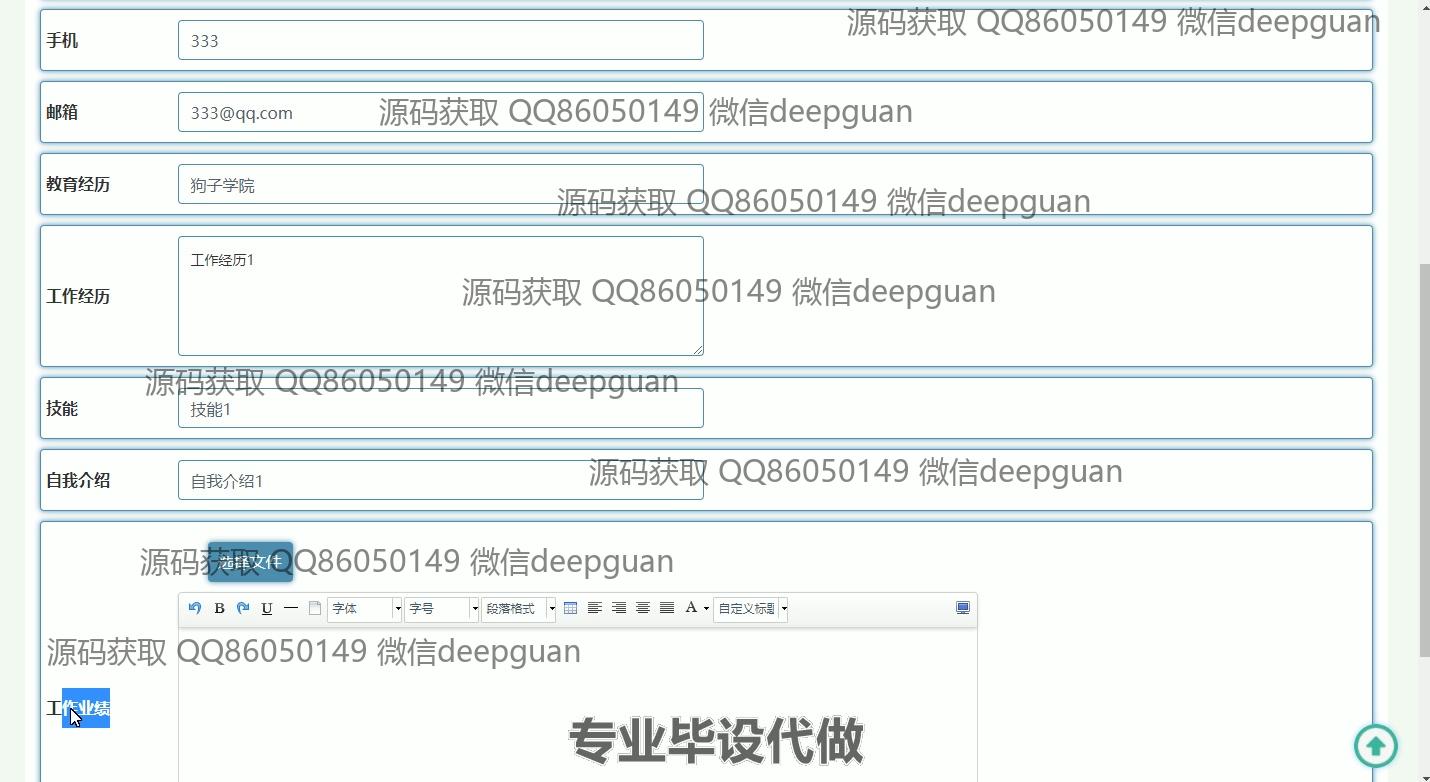 源码获取 QQ86050149 微信deepguan
手机 333
源码获取 QQ86050149 微信deepguan
邮箱 333@qq.com
教育经历 狗子学院
源码获取 QQ86050149 微信deepguan
工作经历1
工作经历
源码获取 QQ86050149 微信deepguan
源码获取 QQ86050149 微信deepguan
技能 技能1
源码获取 QQ86050149 微信deepguan
自我介绍 自我介绍1
源码获取 QQ86050149 微信deepguan
选择文件
B U 字体 字号 段落格式 A 自定义标题
源码获取 QQ86050149 微信deepguan
工作业绩
专业毕设代做